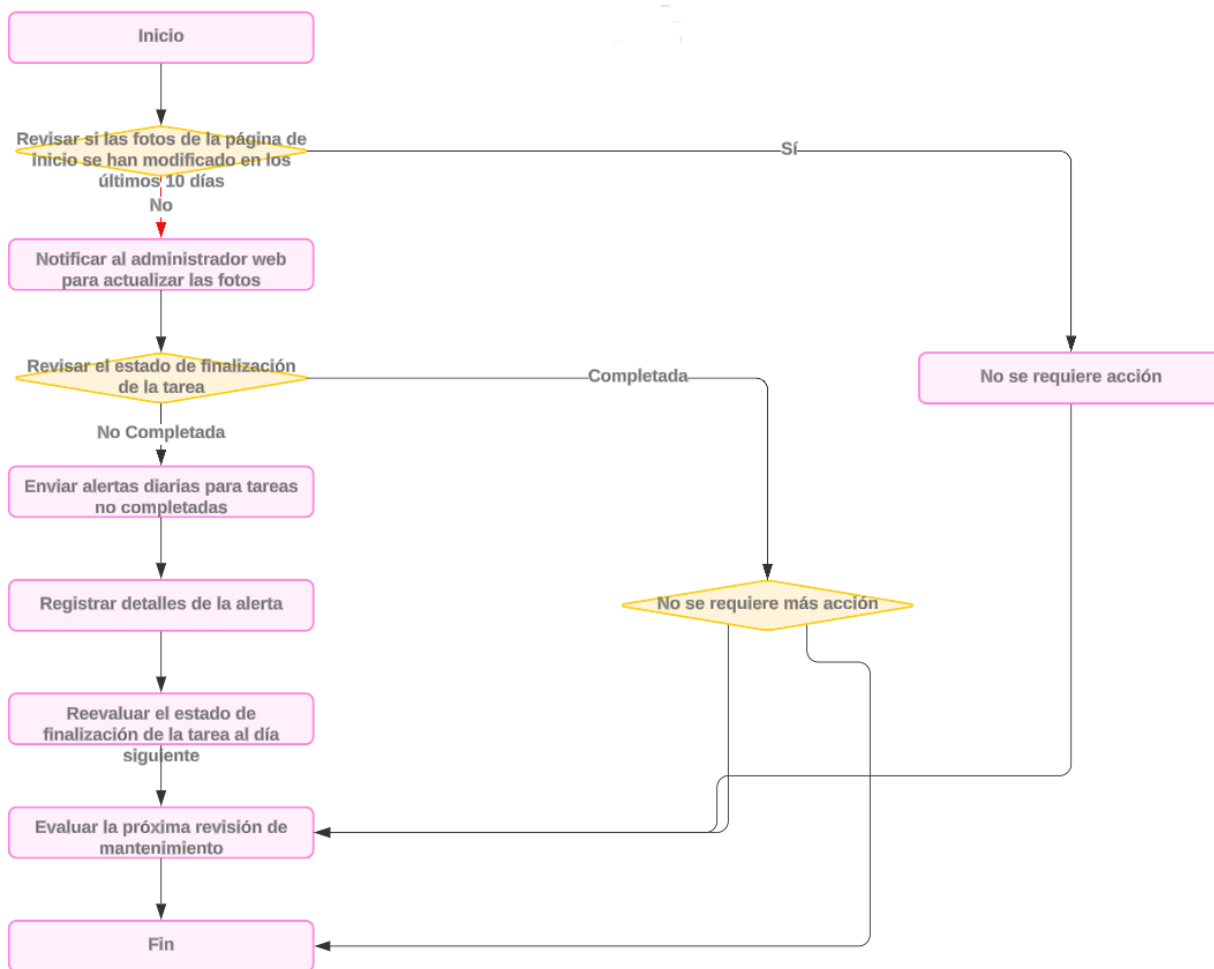 Inicio
Revisar si las fotos de la página de
inicio se han modificado en los
últimos 10 días
Sí
No
Notificar al administrador web
para actualizar las fotos
Revisar el estado de finalización
de la tarea
Completada
No se requiere acción
No Completada
Enviar alertas diarias para tareas
no completadas
Registrar detalles de la alerta
No se requiere más acción
Reevaluar el estado de
finalización de la tarea al día
siguiente
Evaluar la próxima revisión de
mantenimiento
Fin